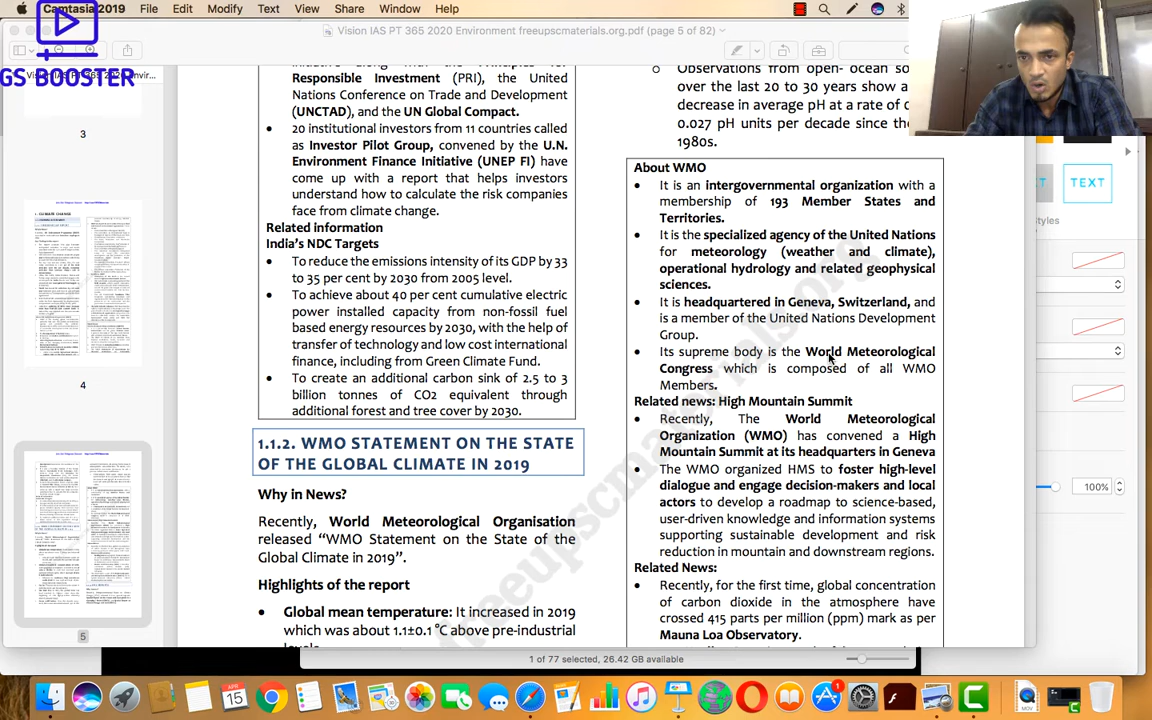 Camtasia 2019 File Edit Modify Text View Share Window Help
GS BOOSTER
Vision IAS PT 365 2020 Environment freeupscmaterials.org.pdf (page 5 of 82)
Vision IAS PT 365 2020 Envir...
3
4
5
Responsible Investment (PRI), the United
Nations Conference on Trade and Development
(UNCTAD), and the UN Global Compact.
• 20 institutional investors from 11 countries called
as Investor Pilot Group, convened by the U.N.
Environment Finance Initiative (UNEP FI) have
come up with a report that helps investors
understand how to calculate the risk companies
face from climate change.
Related information
India's NDC Targets
• To reduce the emissions intensity of its GDP by 33
to 35 per cent by 2030 from 2005 level.
• To achieve about 40 per cent cumulative electric
power installed capacity from non-fossil fuel
based energy resources by 2030, with the help of
transfer of technology and low cost international
finance, including from Green Climate Fund.
• To create an additional carbon sink of 2.5 to 3
billion tonnes of CO2 equivalent through
additional forest and tree cover by 2030.
1.1.2. WMO STATEMENT ON THE STATE
OF THE GLOBAL CLIMATE IN 2019
Why in News?
Recently, World Meteorological Organisation
released "WMO Statement on the State of the
Global Climate in 2019".
Highlights of the report
• Global mean temperature: It increased in 2019
which was about 1.1±0.1 °C above pre-industrial
o Observations from open- ocean so
over the last 20 to 30 years show a
decrease in average pH at a rate of
0.027 pH units per decade since the
1980s.
About WMO
• It is an intergovernmental organization with a
membership of 193 Member States and
Territories.
• It is the specialized agency of the United Nations
for meteorology (weather and climate),
operational hydrology and related geophysical
sciences.
• It is headquartered in Geneva, Switzerland, and
is a member of the United Nations Development
Group.
• Its supreme body is the World Meteorological
Congress which is composed of all WMO
Members.
Related news: High Mountain Summit
• Recently, The World Meteorological
Organization (WMO) has convened a High
Mountain Summit at its headquarters in Geneva
• The WMO organized HMS to foster high-level
dialogue and engage decision-makers and local
actors to develop a roadmap to science-based,
user-driven knowledge and information systems
supporting sustainable development and risk
reduction in mountain and downstream regions.
Related News:
• Recently, for the first time, global concentration
of carbon dioxide in the atmosphere have
crossed 415 parts per million (ppm) mark as per
Mauna Loa Observatory.
TEXT
100%
1 of 77 selected, 26.42 GB available
APR
15